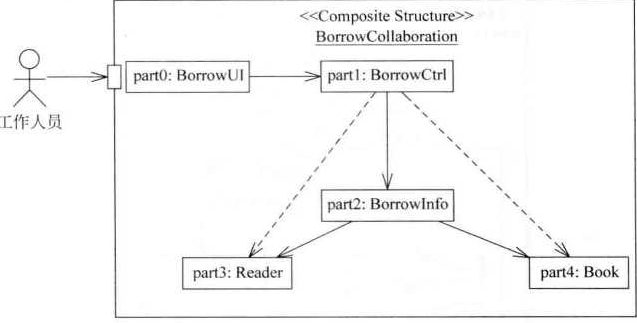 <<Composite Structure>>
BorrowCollaboration
part0: BorrowUI
part1: BorrowCtrl
工作人员
part2: BorrowInfo
part3: Reader
part4: Book